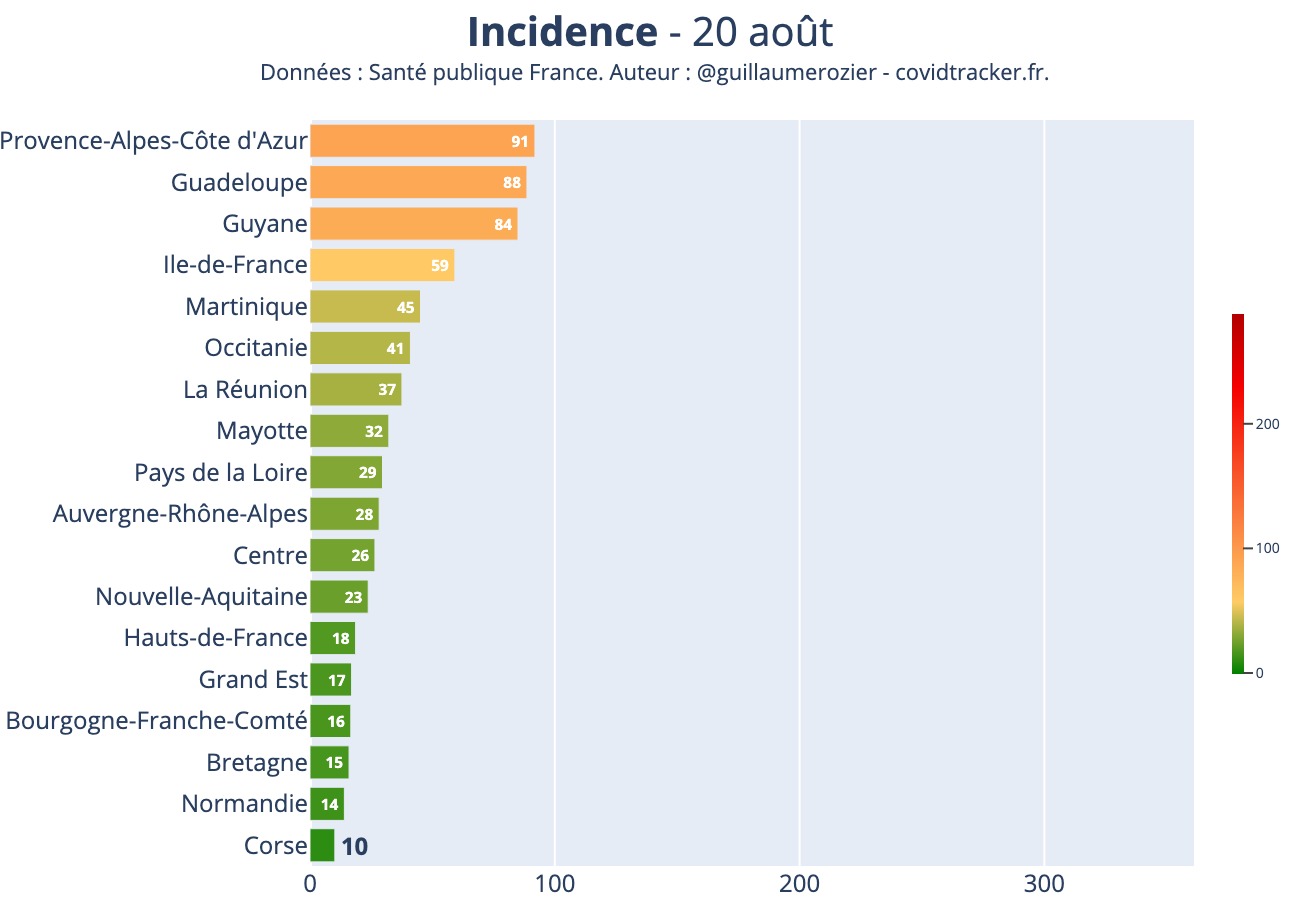 Incidence - 20 août
Données : Santé publique France. Auteur : @guillaumerozier - covidtracker.fr.
Provence-Alpes-Côte d'Azur 91
Guadeloupe 88
Guyane 84
Ile-de-France 59
Martinique 45
Occitanie 41
La Réunion 37
Mayotte 32
Pays de la Loire 29
Auvergne-Rhône-Alpes 28
Centre 26
Nouvelle-Aquitaine 23
Hauts-de-France 18
Grand Est 17
Bourgogne-Franche-Comté 16
Bretagne 15
Normandie 14
Corse 10
0 100 200 300
200
100
0